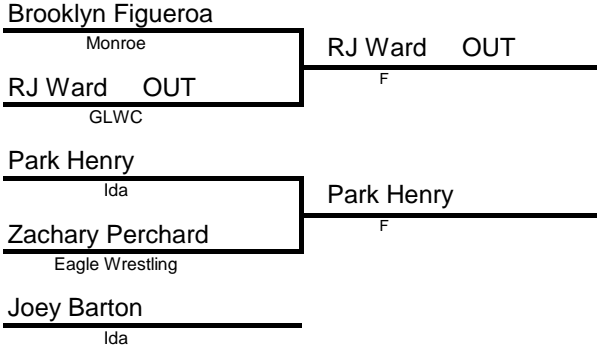 Brooklyn Figueroa
Monroe
RJ Ward OUT
F
RJ Ward OUT
GLWC
Park Henry
Ida
Park Henry
F
Zachary Perchard
Eagle Wrestling
Joey Barton
Ida